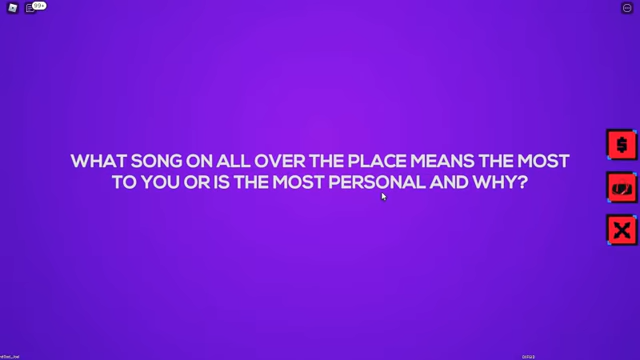 99+
WHAT SONG ON ALL OVER THE PLACE MEANS THE MOST
TO YOU OR IS THE MOST PERSONAL AND WHY?
$